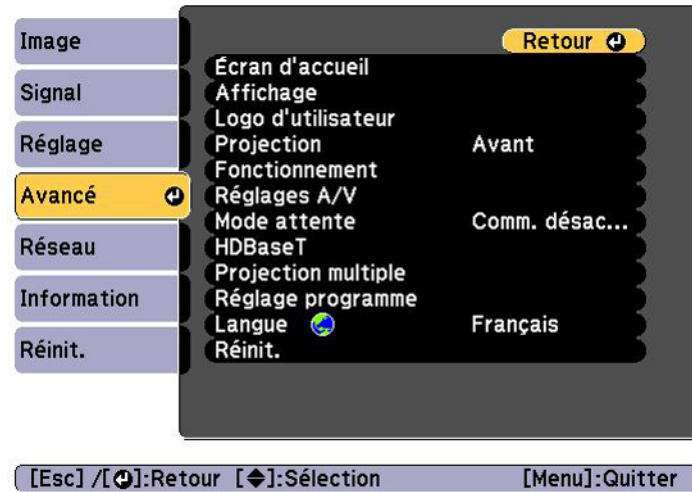 Image
Signal
Réglage
Avancé
Réseau
Information
Réinit.
Retour
Écran d'accueil
Affichage
Logo d'utilisateur
Projection Avant
Fonctionnement
Réglages A/V
Mode attente Comm. désac...
HDBaseT
Projection multiple
Réglage programme
Langue Français
Réinit.
[Esc] /[⏎]:Retour [◆]:Sélection [Menu]:Quitter